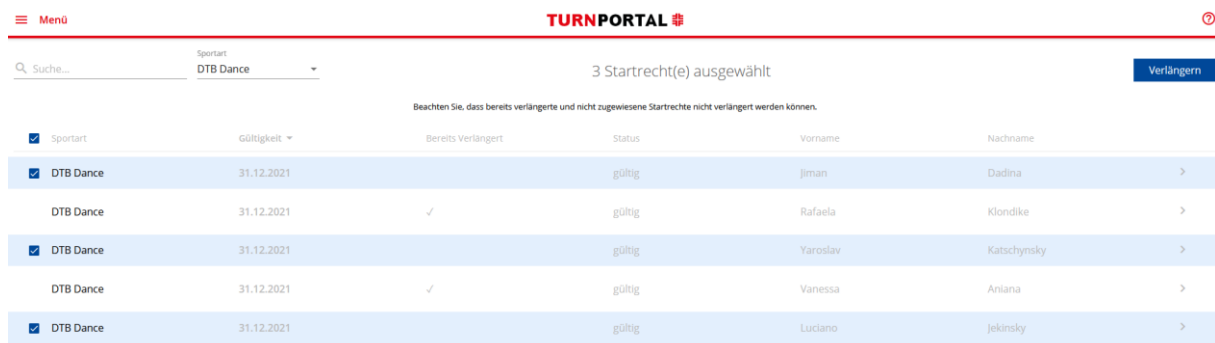 Menü
TURNPORTAL
Suche...
Sportart
DTB Dance
3 Startrecht(e) ausgewählt
Verlängern
Beachten Sie, dass bereits verlängerte und nicht zugewiesene Startrechte nicht verlängert werden können.
Sportart Gültigkeit Bereits Verlängert Status Vorname Nachname
DTB Dance 31.12.2021 gültig Jiman Dadina
DTB Dance 31.12.2021 ✓ gültig Rafaela Klondike
DTB Dance 31.12.2021 gültig Yaroslav Katschynsky
DTB Dance 31.12.2021 ✓ gültig Vanessa Aniana
DTB Dance 31.12.2021 gültig Luciano Jekinsky